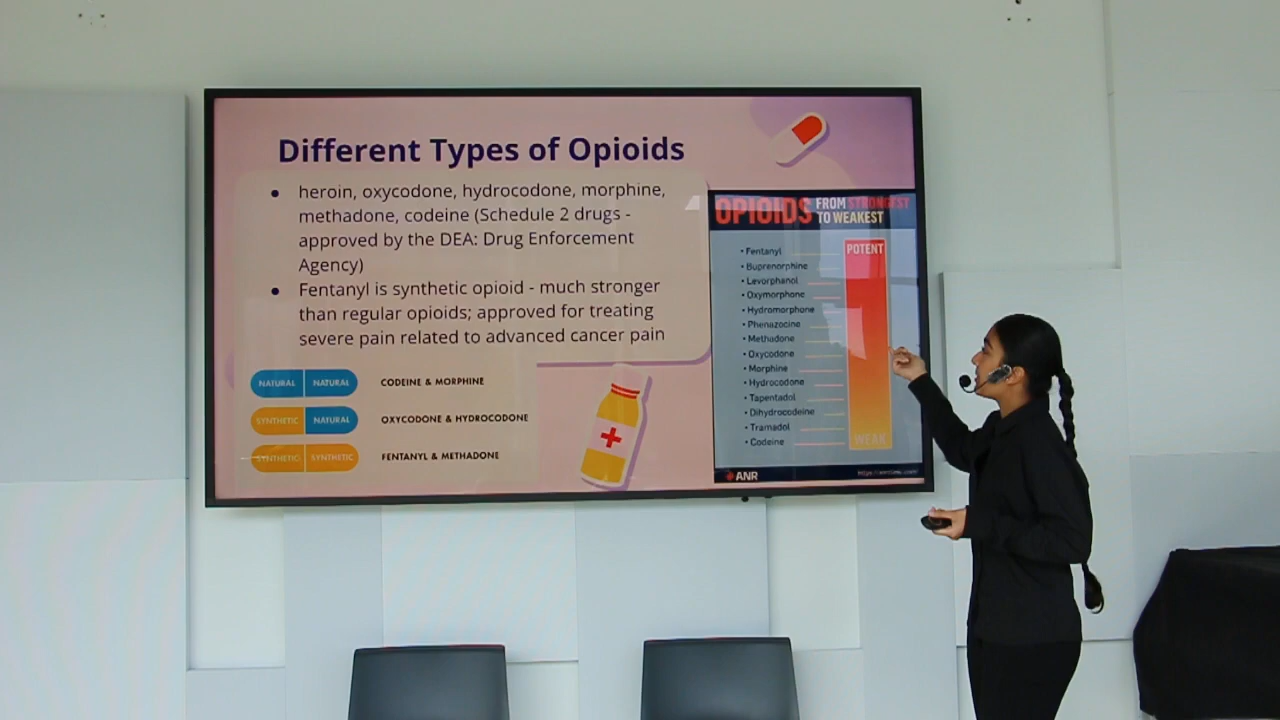 Different Types of Opioids
• heroin, oxycodone, hydrocodone, morphine,
methadone, codeine (Schedule 2 drugs -
approved by the DEA: Drug Enforcement
Agency)
• Fentanyl is synthetic opioid - much stronger
than regular opioids; approved for treating
severe pain related to advanced cancer pain
NATURAL NATURAL CODEINE & MORPHINE
SYNTHETIC NATURAL OXYCODONE & HYDROCODONE
SYNTHETIC SYNTHETIC FENTANYL & METHADONE
OPIOIDS FROM STRONGEST
TO WEAKEST
POTENT
• Fentanyl
• Buprenorphine
• Levorphanol
• Oxymorphone
• Hydromorphone
• Phenazocine
• Methadone
• Oxycodone
• Morphine
• Hydrocodone
• Tapentadol
• Dihydrocodeine
• Tramadol
• Codeine
WEAK
ANR